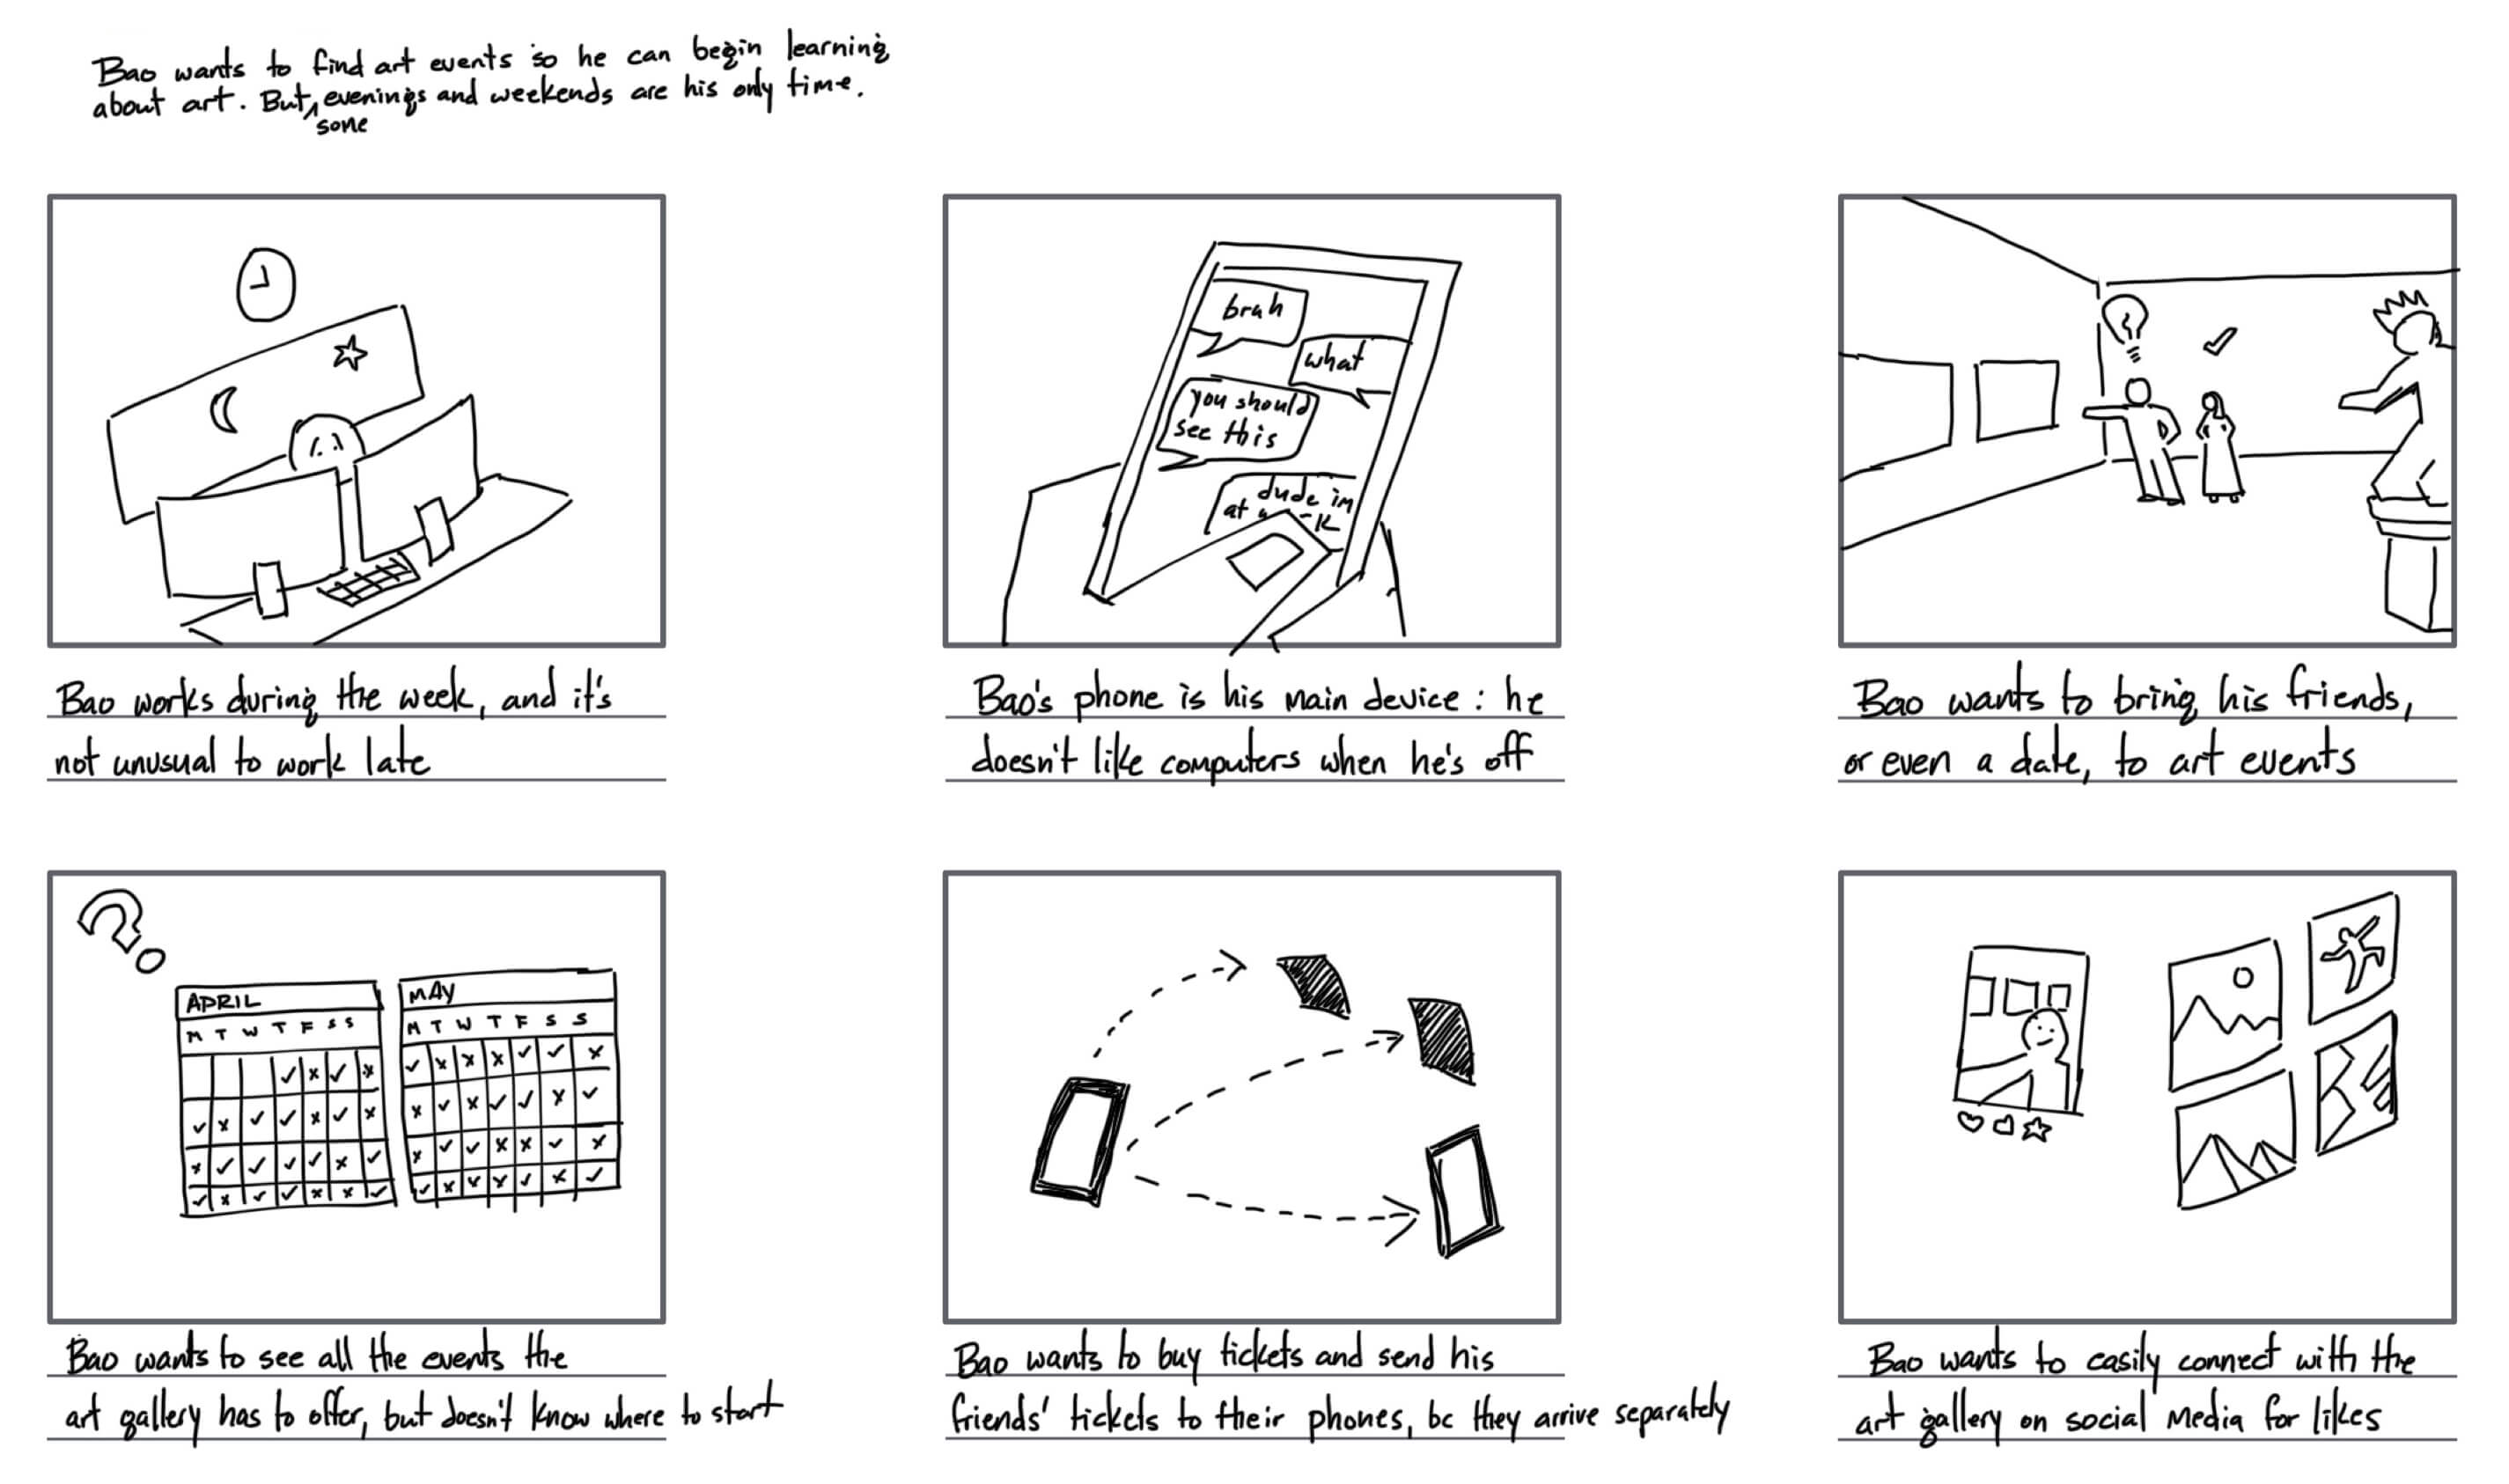 Bao wants to find art events so he can begin learning
about art. But, some evenings and weekends are his only time.
brah
what
you should
see this
dude im
at
Bao works during the week, and it's
not unusual to work late
Bao's phone is his main device: he
doesn't like computers when he's off
Bao wants to bring his friends,
or even a date, to art events
APRIL
M T W T F S S
MAY
M T W T F S S
Bao wants to see all the events the
art gallery has to offer, but doesn't know where to start
Bao wants to buy tickets and send his
friends' tickets to their phones, bc they arrive separately
Bao wants to easily connect with the
art gallery on social media for likes